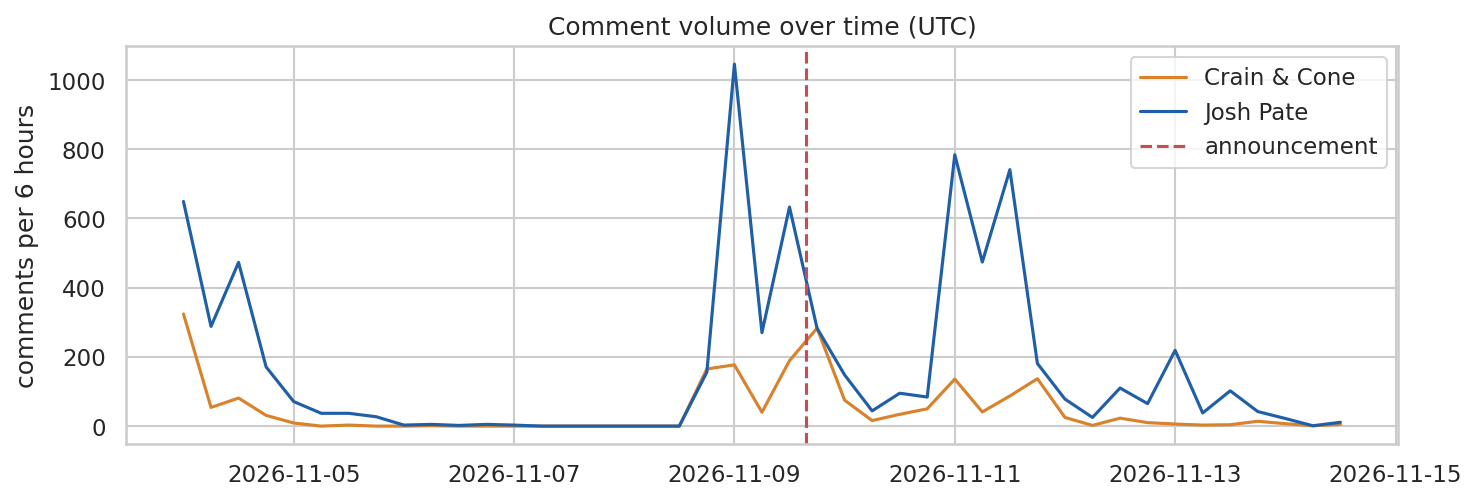 Comment volume over time (UTC)
comments per 6 hours
1000
800
600
400
200
0
Crain & Cone
Josh Pate
announcement
2026-11-05
2026-11-07
2026-11-09
2026-11-11
2026-11-13
2026-11-15